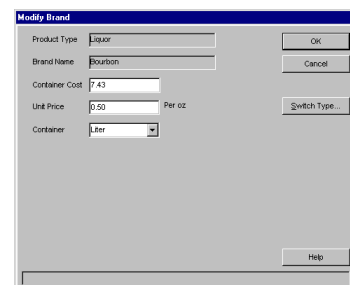 Modify Brand
Product Type Liquor
OK
Brand Name Bourbon
Cancel
Container Cost 7.43
Unit Price 0.50 Per oz
Switch Type...
Container Liter
Help